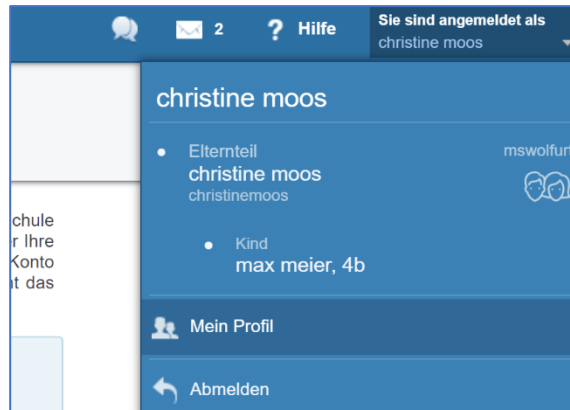 2 Hilfe Sie sind angemeldet als
christine moos
christine moos
Elternteil mswolfurt
christine moos
christinemoos
Kind
max meier, 4b
Mein Profil
Abmelden
chule
r Ihre
Konto
t das